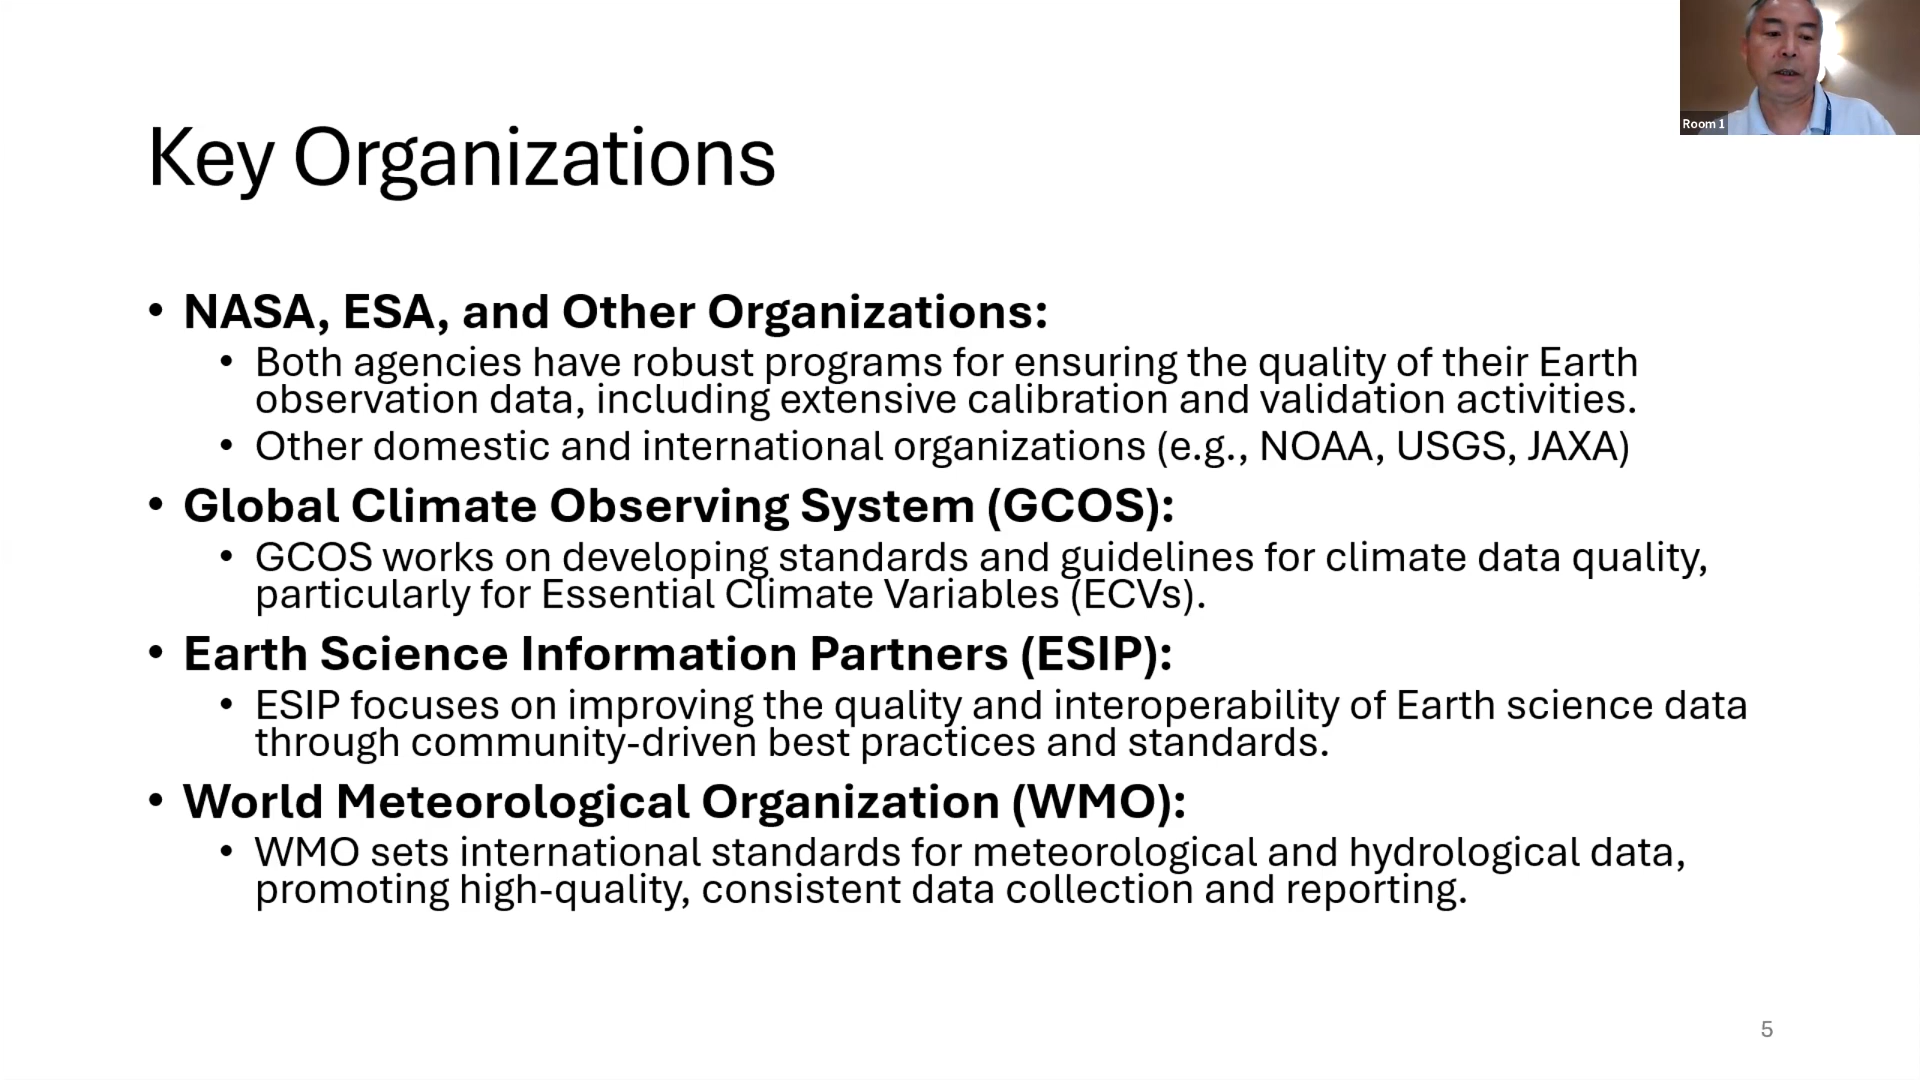 Room 1
Key Organizations
• NASA, ESA, and Other Organizations:
• Both agencies have robust programs for ensuring the quality of their Earth
observation data, including extensive calibration and validation activities.
• Other domestic and international organizations (e.g., NOAA, USGS, JAXA)
• Global Climate Observing System (GCOS):
• GCOS works on developing standards and guidelines for climate data quality,
particularly for Essential Climate Variables (ECVs).
• Earth Science Information Partners (ESIP):
• ESIP focuses on improving the quality and interoperability of Earth science data
through community-driven best practices and standards.
• World Meteorological Organization (WMO):
• WMO sets international standards for meteorological and hydrological data,
promoting high-quality, consistent data collection and reporting.
5